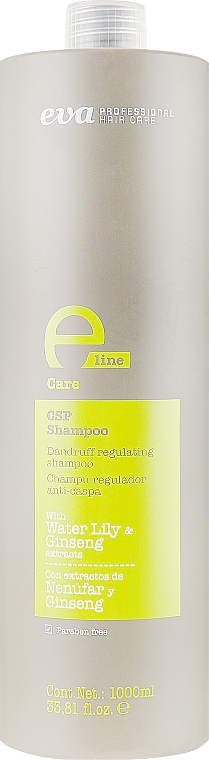 eva PROFESSIONAL
HAIR CARE
e line
Care
CSP
Shampoo
Dandruff regulating
shampoo
Champú regulador
anti-caspa
With
Water Lily &
Ginseng
extracts
Con extractos de
Nenúfar y
Ginseng
Paraben free
Cont.Net.: 1000ml
33,81 fl.oz. ℮